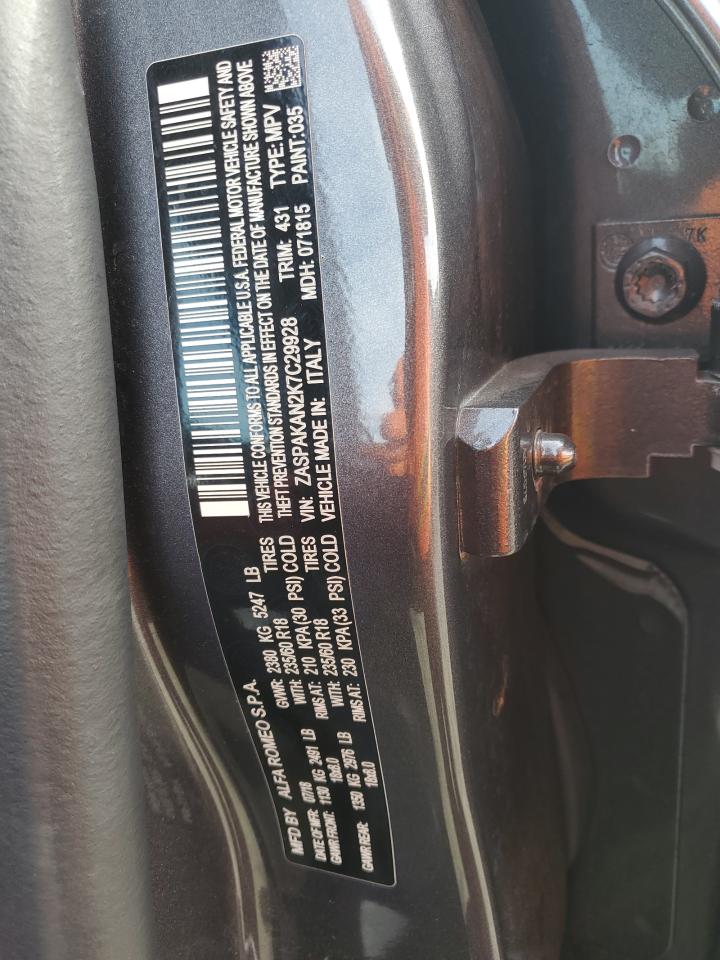 MFD BY ALFA ROMEO S.P.A.
DATE OF MFR: 07/18 GVWR: 2380 KG 5247 LB
GAWR FRONT: 1130 KG 2491 LB WITH: 235/60 R18 TIRES
18x8.0 RIMS AT: 210 KPA(30 PSI) COLD
GAWR REAR: 1350 KG 2976 LB WITH: 235/60 R18 TIRES
18x8.0 RIMS AT: 230 KPA(33 PSI) COLD
THIS VEHICLE CONFORMS TO ALL APPLICABLE U.S.A. FEDERAL MOTOR VEHICLE SAFETY AND
THEFT PREVENTION STANDARDS IN EFFECT ON THE DATE OF MANUFACTURE SHOWN ABOVE
VIN: ZASPAKAN2K7C29928 TRIM: 431 TYPE: MPV
VEHICLE MADE IN: ITALY MDH: 071815 PAINT: 035
7K